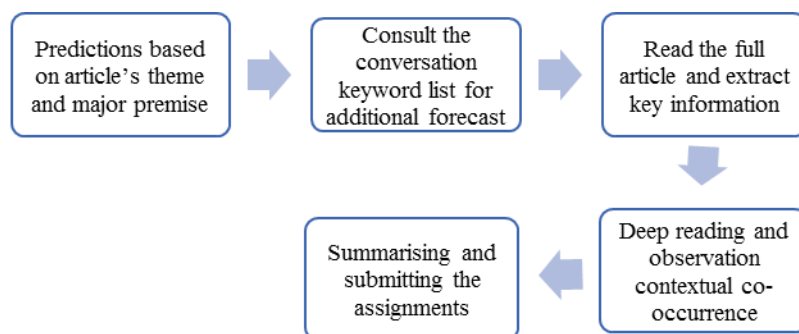 Predictions based
on article's theme
and major premise
Consult the
conversation
keyword list for
additional forecast
Read the full
article and extract
key information
Deep reading and
observation
contextual co-
occurrence
Summarising and
submitting the
assignments